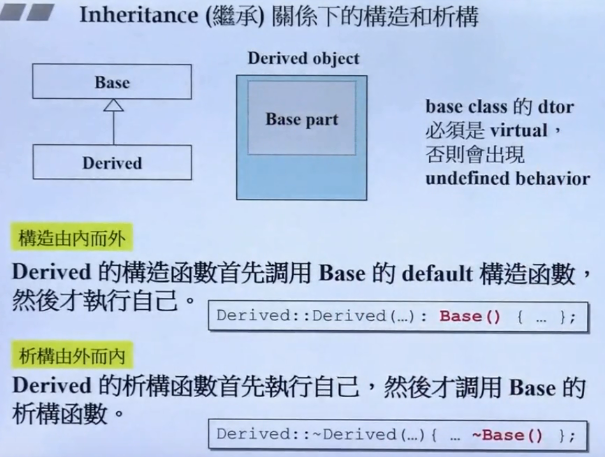 Inheritance (繼承) 關係下的構造和析構
Derived object
Base
Base part
Derived
base class 的 dtor
必須是 virtual，
否則會出現
undefined behavior
構造由內而外
Derived 的構造函數首先調用 Base 的 default 構造函數，
然後才執行自己。
Derived::Derived(…): Base() { … };
析構由外而內
Derived 的析構函數首先執行自己，然後才調用 Base 的
析構函數。
Derived::~Derived(…){ … ~Base() };